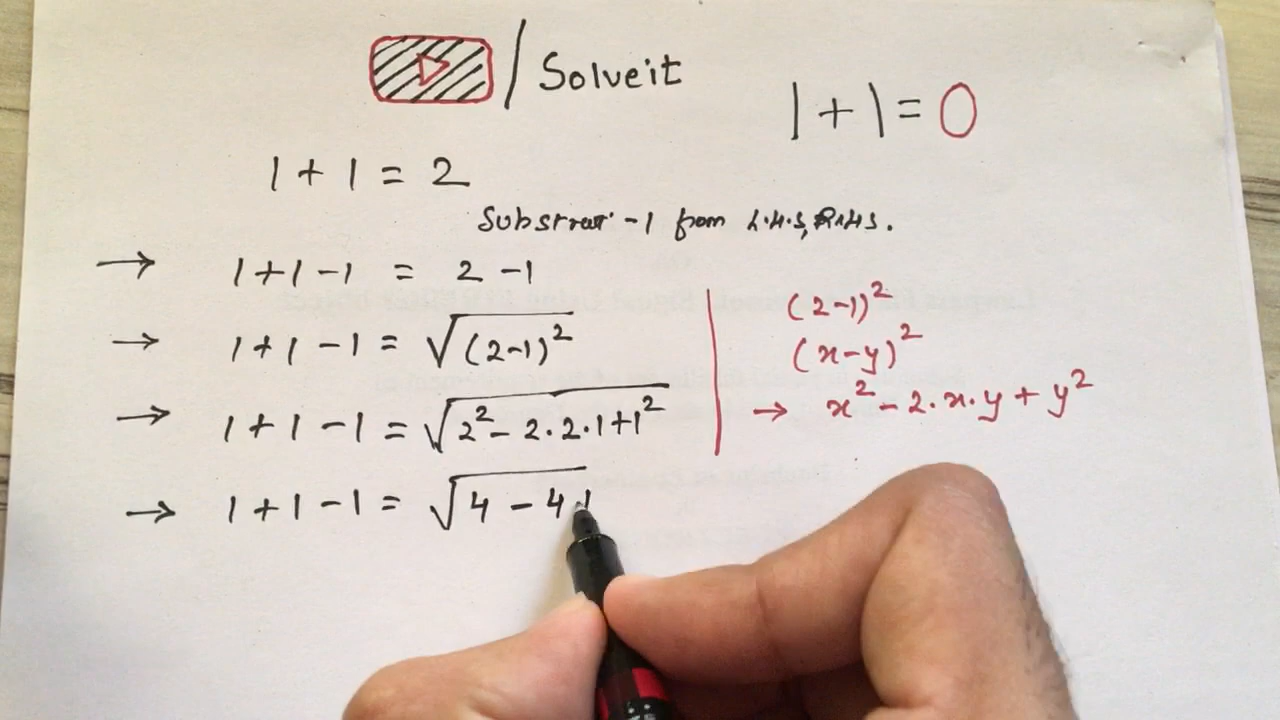 / Solveit
1 + 1 = 0
1 + 1 = 2
from L.H.S, R.H.S.
→ 1 + 1 - 1 = 2 - 1
→ 1 + 1 - 1 = √(2-1)²
→ 1 + 1 - 1 = √2² - 2.2.1 + 1²
→ 1 + 1 - 1 = √4 - 4.1
(2-1)²
(x-y)²
→ x² - 2.x.y + y²